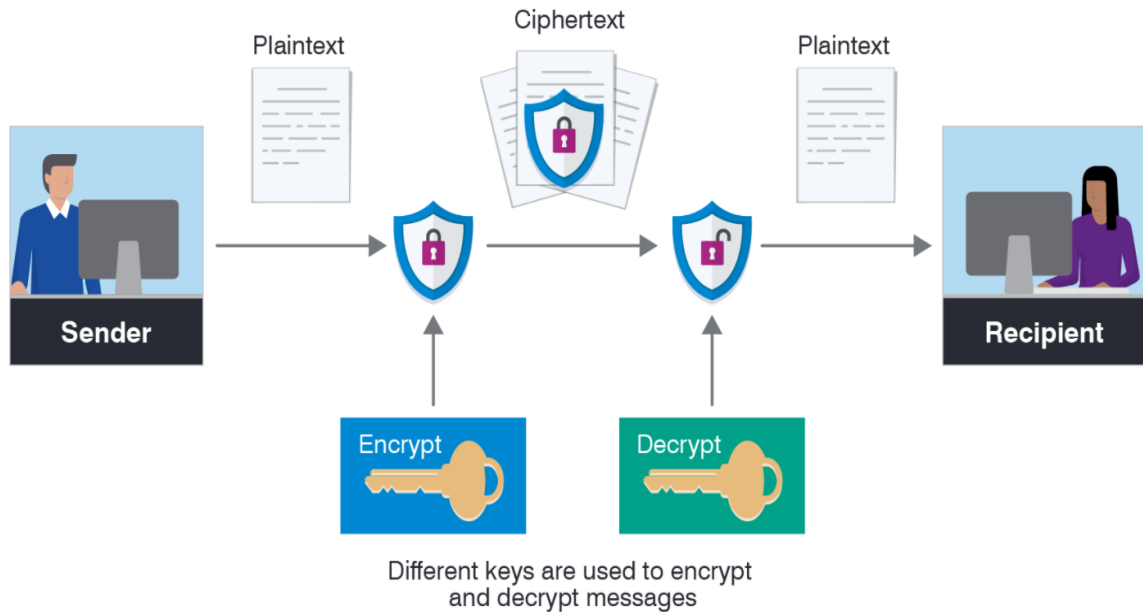 Ciphertext
Plaintext
Plaintext
Sender
Recipient
Encrypt
Decrypt
Different keys are used to encrypt
and decrypt messages